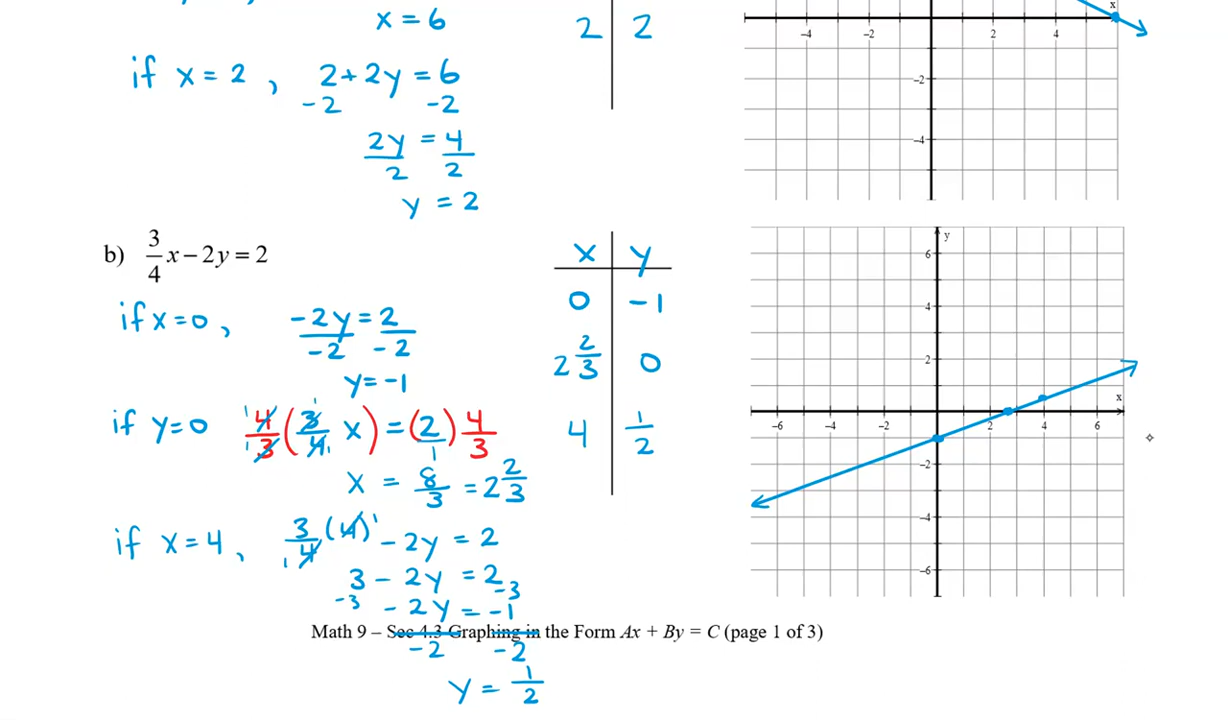 x = 6
2 | 2
if x = 2, 2 + 2y = 6
-2 -2
2y/2 = 4/2
y = 2
x
-4 -2 2 4
-2
-4
b) 3/4 x − 2y = 2
x | y
0 | -1
2 2/3 | 0
4 | 1/2
if x = 0, -2y/-2 = 2/-2
y = -1
if y = 0 4/3 (3/4 x) = (2/1) 4/3
x = 8/3 = 2 2/3
if x = 4, 3/4 (4) - 2y = 2
3 - 2y = 2
-3 -3
-2y/-2 = -1/-2
y = 1/2
y
6
4
2
x
-6 -4 -2 2 4 6
-2
-4
-6
Math 9 – Sec 4.3 Graphing in the Form Ax + By = C (page 1 of 3)